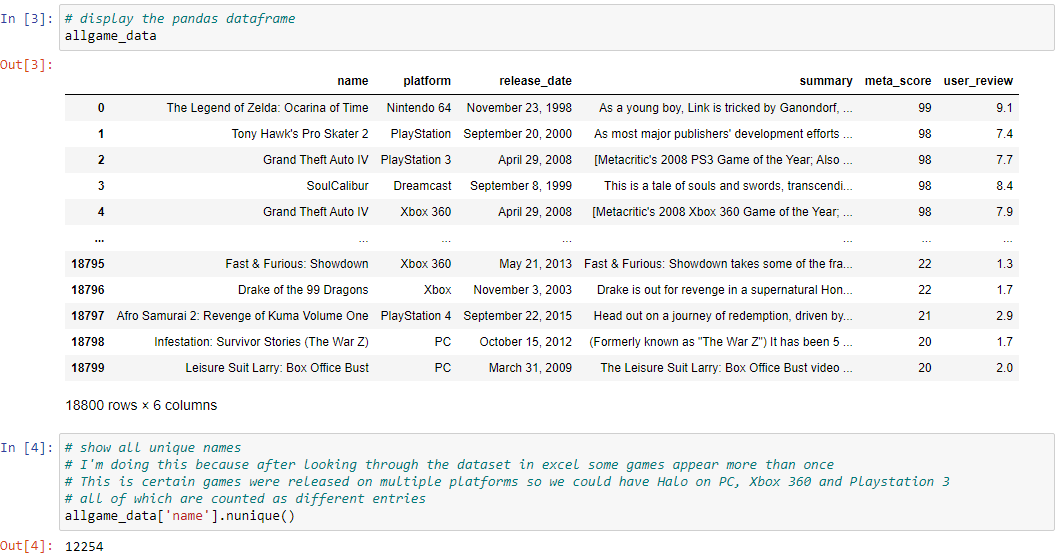 In [3]: # display the pandas dataframe
allgame_data
Out[3]:
name platform release_date summary meta_score user_review
0 The Legend of Zelda: Ocarina of Time Nintendo 64 November 23, 1998 As a young boy, Link is tricked by Ganondorf, ... 99 9.1
1 Tony Hawk's Pro Skater 2 PlayStation September 20, 2000 As most major publishers' development efforts ... 98 7.4
2 Grand Theft Auto IV PlayStation 3 April 29, 2008 [Metacritic's 2008 PS3 Game of the Year; Also ... 98 7.7
3 SoulCalibur Dreamcast September 8, 1999 This is a tale of souls and swords, transcendi... 98 8.4
4 Grand Theft Auto IV Xbox 360 April 29, 2008 [Metacritic's 2008 Xbox 360 Game of the Year; ... 98 7.9
... ... ... ... ... ... ...
18795 Fast & Furious: Showdown Xbox 360 May 21, 2013 Fast & Furious: Showdown takes some of the fra... 22 1.3
18796 Drake of the 99 Dragons Xbox November 3, 2003 Drake is out for revenge in a supernatural Hon... 22 1.7
18797 Afro Samurai 2: Revenge of Kuma Volume One PlayStation 4 September 22, 2015 Head out on a journey of redemption, driven by... 21 2.9
18798 Infestation: Survivor Stories (The War Z) PC October 15, 2012 (Formerly known as "The War Z") It has been 5 ... 20 1.7
18799 Leisure Suit Larry: Box Office Bust PC March 31, 2009 The Leisure Suit Larry: Box Office Bust video ... 20 2.0
18800 rows × 6 columns
In [4]: # show all unique names
# I'm doing this because after looking through the dataset in excel some games appear more than once
# This is certain games were released on multiple platforms so we could have Halo on PC, Xbox 360 and Playstation 3
# all of which are counted as different entries
allgame_data['name'].nunique()
Out[4]: 12254